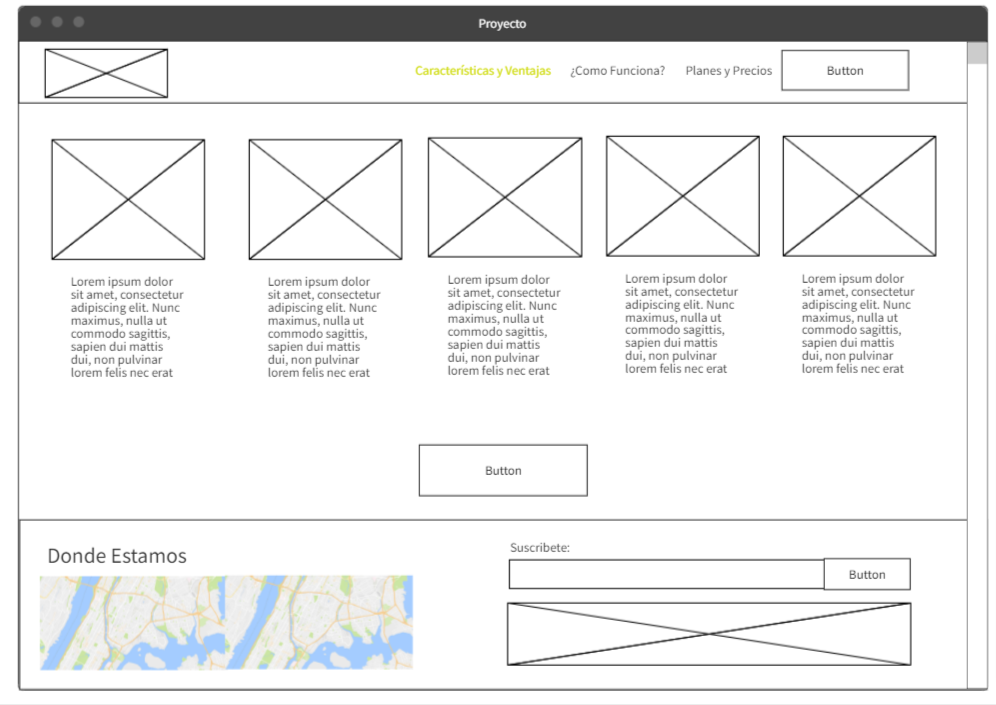 Proyecto
Características y Ventajas
¿Como Funciona?
Planes y Precios
Button
Lorem ipsum dolor
sit amet, consectetur
adipiscing elit. Nunc
maximus, nulla ut
commodo sagittis,
sapien dui mattis
dui, non pulvinar
lorem felis nec erat
Lorem ipsum dolor
sit amet, consectetur
adipiscing elit. Nunc
maximus, nulla ut
commodo sagittis,
sapien dui mattis
dui, non pulvinar
lorem felis nec erat
Lorem ipsum dolor
sit amet, consectetur
adipiscing elit. Nunc
maximus, nulla ut
commodo sagittis,
sapien dui mattis
dui, non pulvinar
lorem felis nec erat
Lorem ipsum dolor
sit amet, consectetur
adipiscing elit. Nunc
maximus, nulla ut
commodo sagittis,
sapien dui mattis
dui, non pulvinar
lorem felis nec erat
Lorem ipsum dolor
sit amet, consectetur
adipiscing elit. Nunc
maximus, nulla ut
commodo sagittis,
sapien dui mattis
dui, non pulvinar
lorem felis nec erat
Button
Donde Estamos
Suscribete:
Button